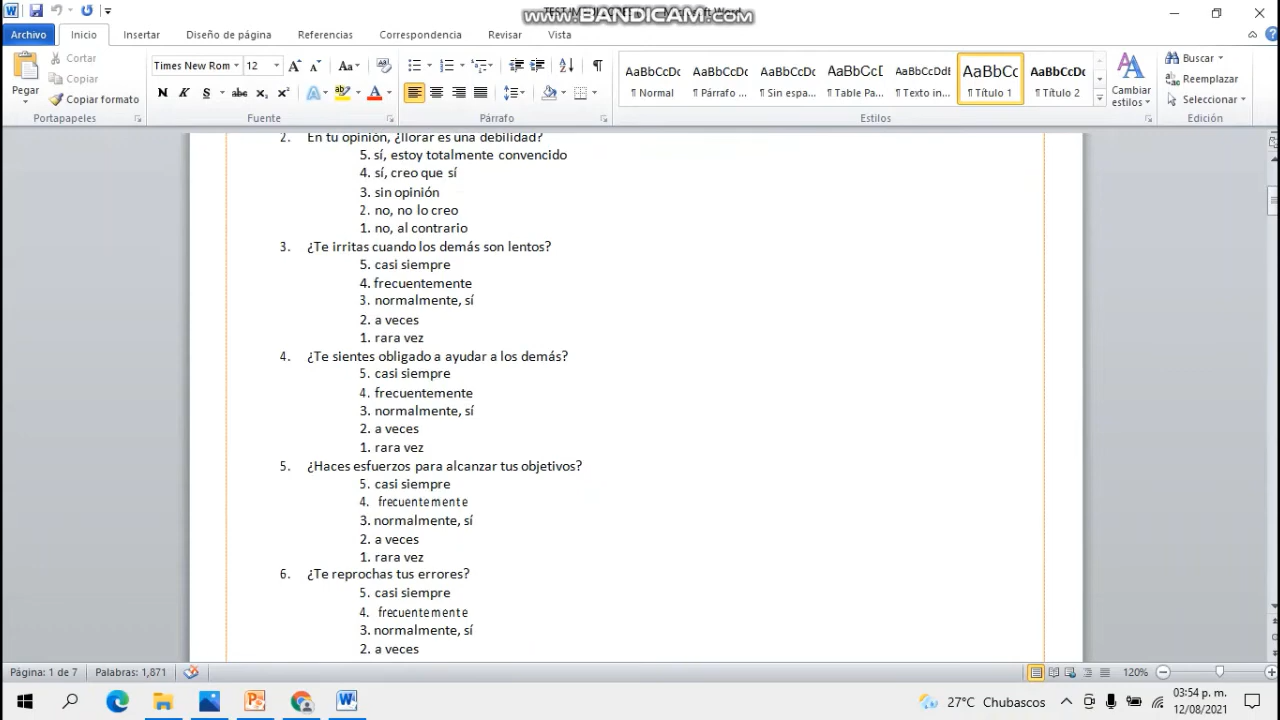 www.BANDICAM.com
Archivo Inicio Insertar Diseño de página Referencias Correspondencia Revisar Vista
Pegar
Cortar
Copiar
Copiar formato
Portapapeles
Times New Rom 12
N K S abc x₂ x²
Fuente
Párrafo
AaBbCcDc AaBbCcDc AaBbCcDc AaBbCcD AaBbCcDdE AaBbCc AaBbCcDc
¶ Normal ¶ Párrafo ... ¶ Sin espa... ¶ Table Pa... ¶ Texto in... ¶ Título 1 ¶ Título 2
Estilos
Cambiar
estilos
Buscar
Reemplazar
Seleccionar
Edición
2. En tu opinión, ¿llorar es una debilidad?
5. sí, estoy totalmente convencido
4. sí, creo que sí
3. sin opinión
2. no, no lo creo
1. no, al contrario
3. ¿Te irritas cuando los demás son lentos?
5. casi siempre
4. frecuentemente
3. normalmente, sí
2. a veces
1. rara vez
4. ¿Te sientes obligado a ayudar a los demás?
5. casi siempre
4. frecuentemente
3. normalmente, sí
2. a veces
1. rara vez
5. ¿Haces esfuerzos para alcanzar tus objetivos?
5. casi siempre
4. frecuentemente
3. normalmente, sí
2. a veces
1. rara vez
6. ¿Te reprochas tus errores?
5. casi siempre
4. frecuentemente
3. normalmente, sí
2. a veces
Página: 1 de 7 Palabras: 1,871 120%
27°C Chubascos
03:54 p. m.
12/08/2021